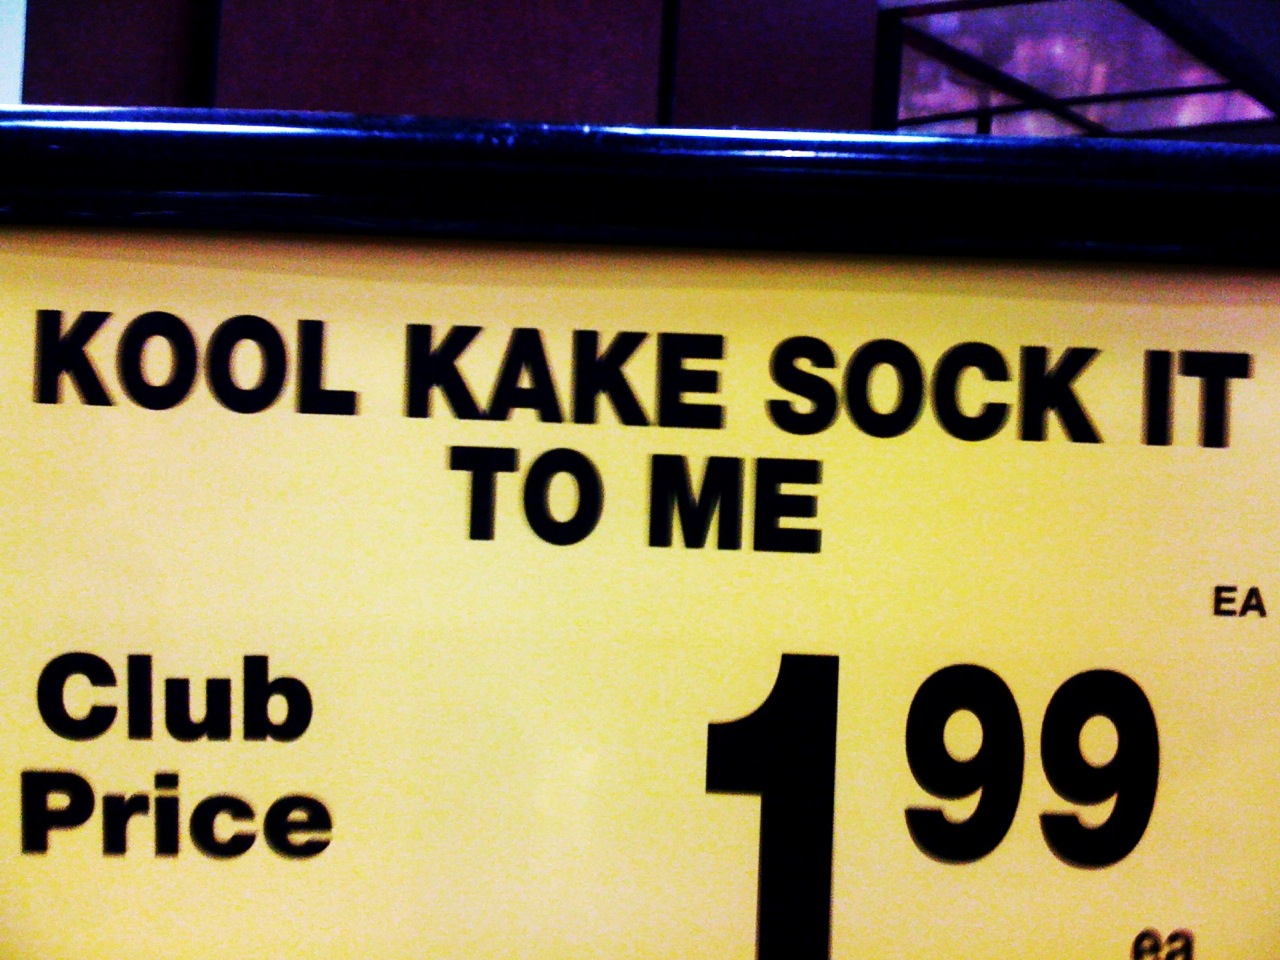 KOOL KAKE SOCK IT
TO ME
EA
Club
Price
1 99
ea